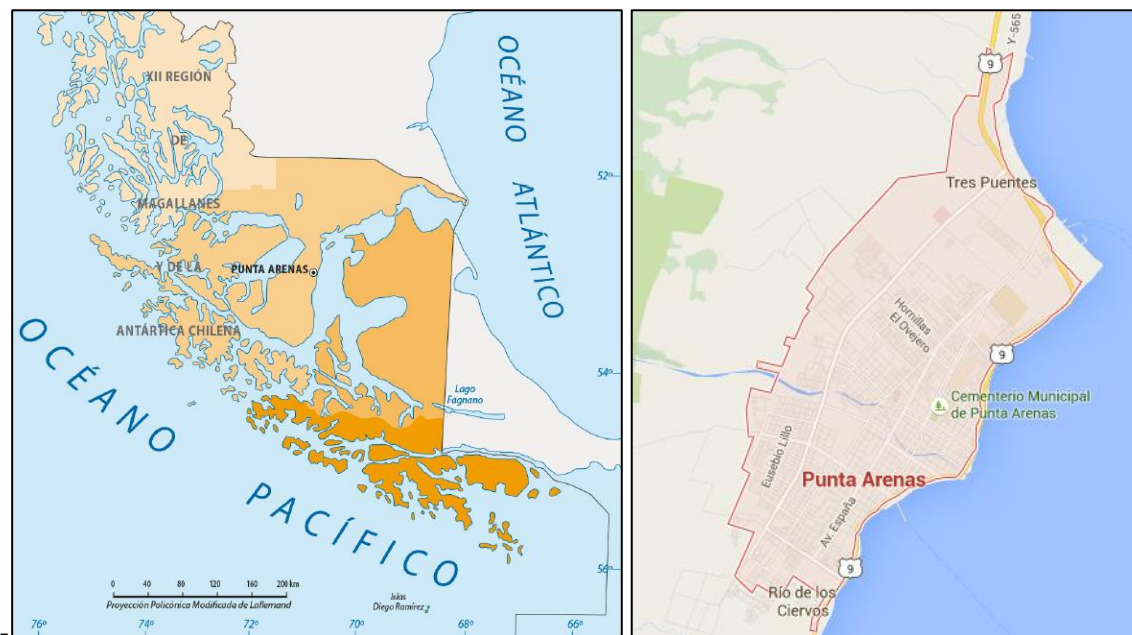 OCÉANO
ATLÁNTICO
XII REGIÓN
DE
MAGALLANES
Y DE LA
ANTÁRTICA CHILENA
PUNTA ARENAS
52º
54º
56º
Lago
Fagnano
OCÉANO
PACÍFICO
0 40 80 120 160 200 km
Proyección Policónica Modificada de Lallemand
Islas
Diego Ramírez
76º 74º 72º 70º 68º 66º
Y-565
9
Tres Puentes
Hornillas
El Ovejero
9
Cementerio Municipal
de Punta Arenas
Eusebio Lillo
Punta Arenas
Av. España
9
Río de los
Ciervos